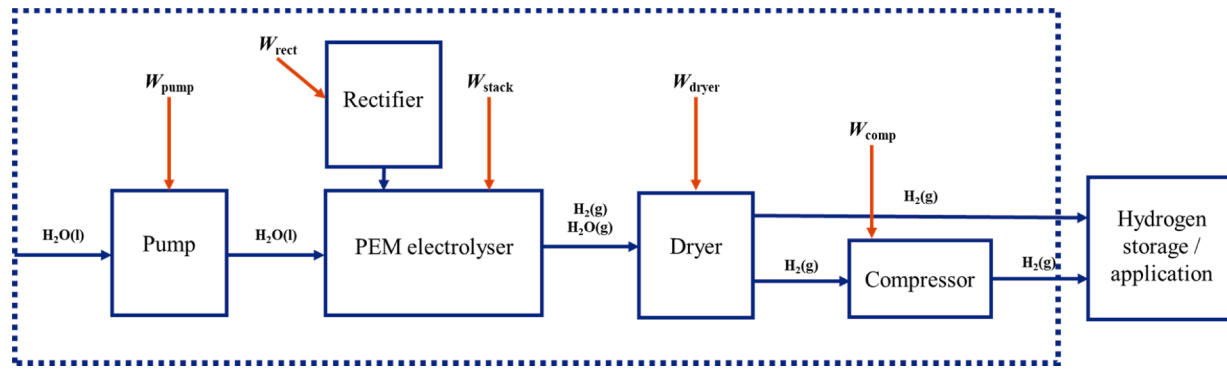 W_rect
W_pump
Rectifier
W_stack
W_dryer
W_comp
H₂O(l)
Pump
H₂O(l)
PEM electrolyser
H₂(g)
H₂O(g)
Dryer
H₂(g)
H₂(g)
Compressor
H₂(g)
Hydrogen
storage /
application